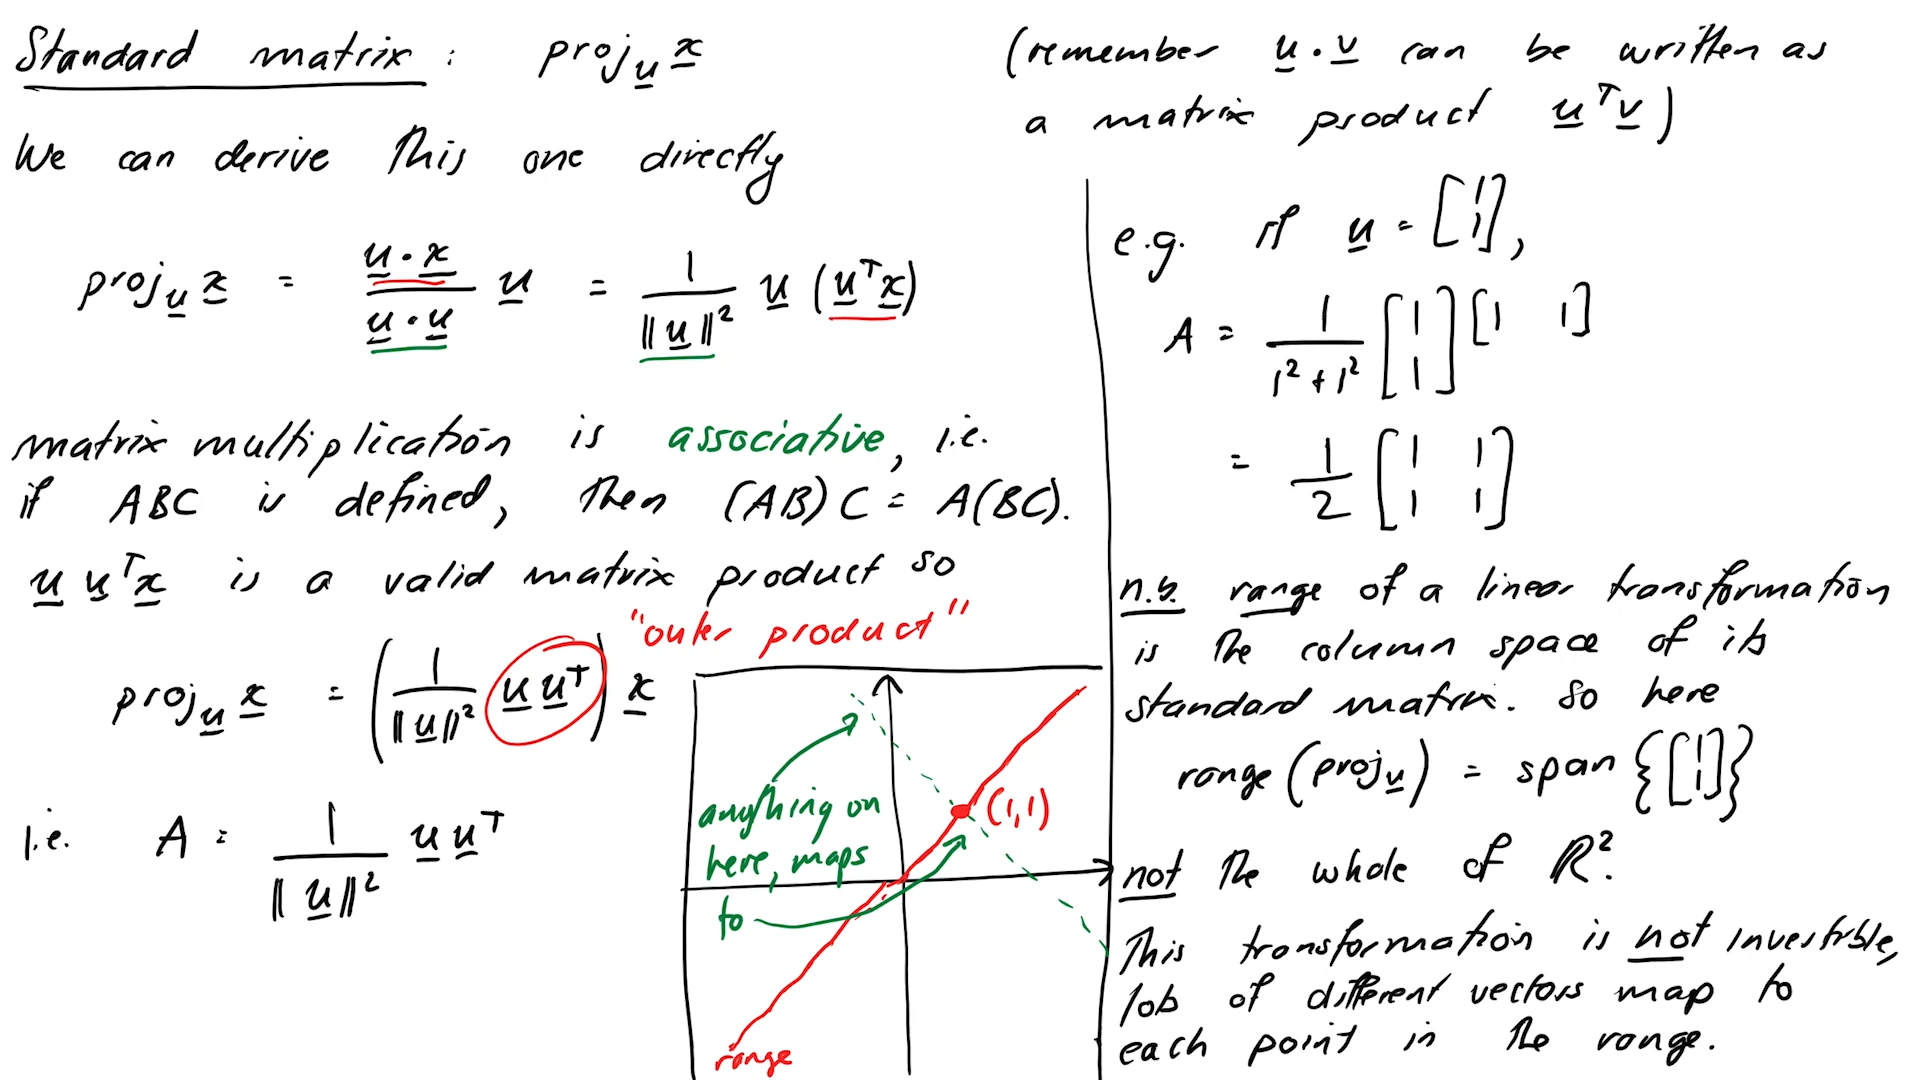 Standard matrix : proj_u x
(remember u · v can be written as
a matrix product uᵀv)
We can derive this one directly
proj_u x = (u · x)/(u · u) u = 1/‖u‖² u (uᵀx)
matrix multiplication is associative, i.e.
if ABC is defined, then (AB)C = A(BC).
u uᵀx is a valid matrix product so
"outer product"
proj_u x = (1/‖u‖² u uᵀ) x
i.e. A = 1/‖u‖² u uᵀ
anything on
here, maps
to
(1,1)
range
e.g. if u = [1 1],
A = 1/(1² + 1²) [1 1] [1 1]
= 1/2 [1 1 1 1]
n.b. range of a linear transformation
is the column space of its
standard matrix. So here
range (proj_u) = span {[1 1]}
not the whole of ℝ².
This transformation is not invertible,
lots of different vectors map to
each point in the range.